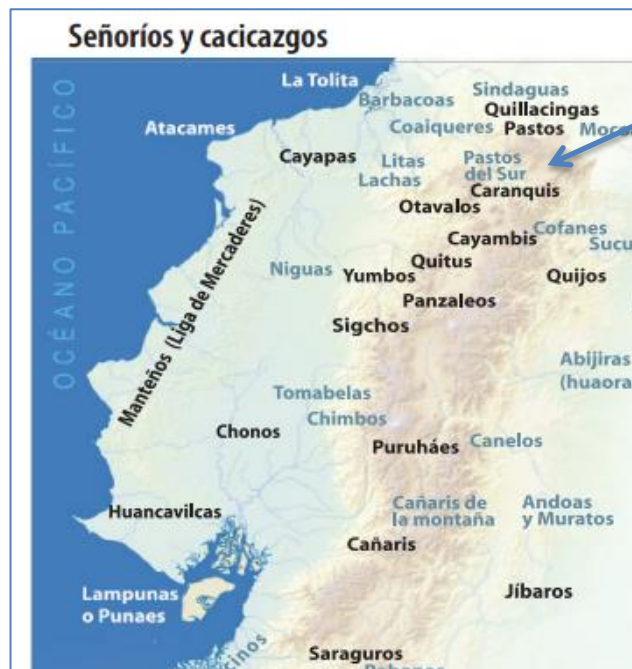 Señoríos y cacicazgos
La Tolita
Sindaguas
Barbacoas
Quillacingas
Atacames
Coaiqueres
Pastos
Cayapas
Litas
Pastos
del Sur
Lachas
Caranquis
Otavalos
OCÉANO PACÍFICO
Cofanes
Cayambis
Quitus
Niguas
Yumbos
Quijos
Panzaleos
Manteños (Liga de Mercaderes)
Sigchos
Abijiras
Tomabelas
Chimbos
Chonos
Puruháes
Canelos
Huancavilcas
Cañaris de
la montaña
Andoas
y Muratos
Cañaris
Lampunas
o Punaes
Jíbaros
Saraguros